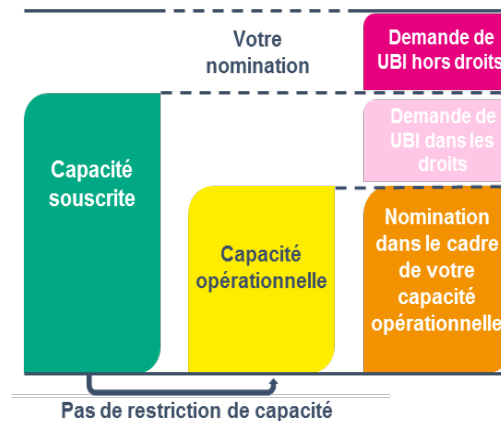 Votre
nomination
Demande de
UBI hors droits
Demande de
UBI dans les
droits
Capacité
souscrite
Capacité
opérationnelle
Nomination
dans le cadre
de votre
capacité
opérationnelle
Pas de restriction de capacité